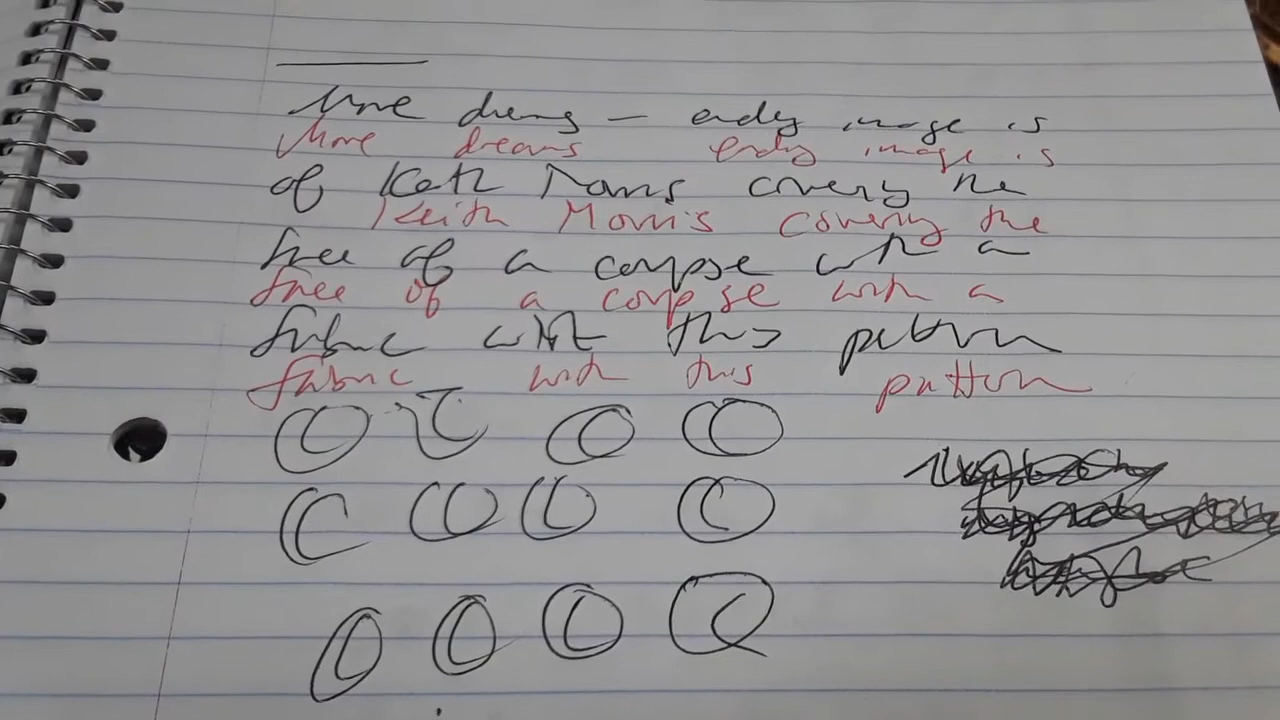 More dreams – ending image is
More dreams ending image is
of Keith Morris covering the
Keith Morris covering the
face of a corpse with a
face of a corpse with a
fabric with this pattern
fabric with this pattern